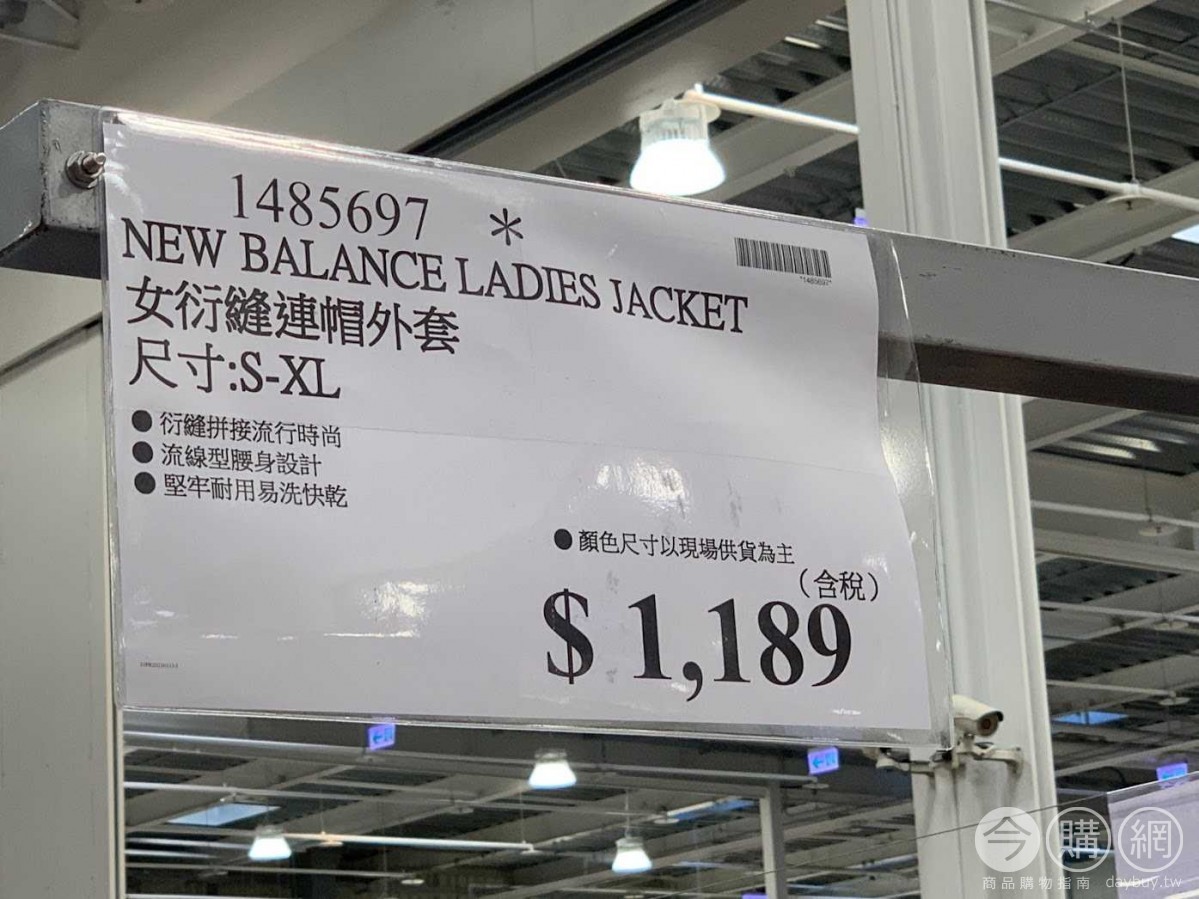 1485697 *
NEW BALANCE LADIES JACKET
*1485697*
女衍縫連帽外套
尺寸:S-XL
● 衍縫拼接流行時尚
● 流線型腰身設計
● 堅牢耐用易洗快乾
● 顏色尺寸以現場供貨為主
(含稅)
$ 1,189
今購網
商品購物指南 daybuy.tw